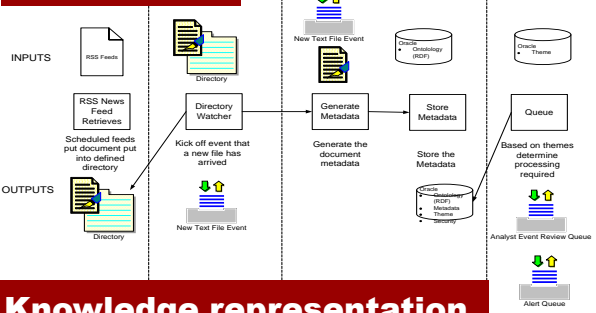 New Text File Event
INPUTS
RSS Feeds
Directory
Oracle
• Ontolology
(RDF)
Oracle
• Theme
RSS News
Feed
Retrieves
Directory
Watcher
Generate
Metadata
Store
Metadata
Queue
Scheduled feeds
put document put
into defined
directory
Kick off event that
a new file has
arrived
Generate the
document
metadata
Store the
Metadata
Based on themes
determine
processing
required
OUTPUTS
Directory
New Text File Event
Oracle
• Ontolology
(RDF)
• Metadata
• Theme
• Security
Analyst Event Review Queue
Alert Queue
Knowledge representation